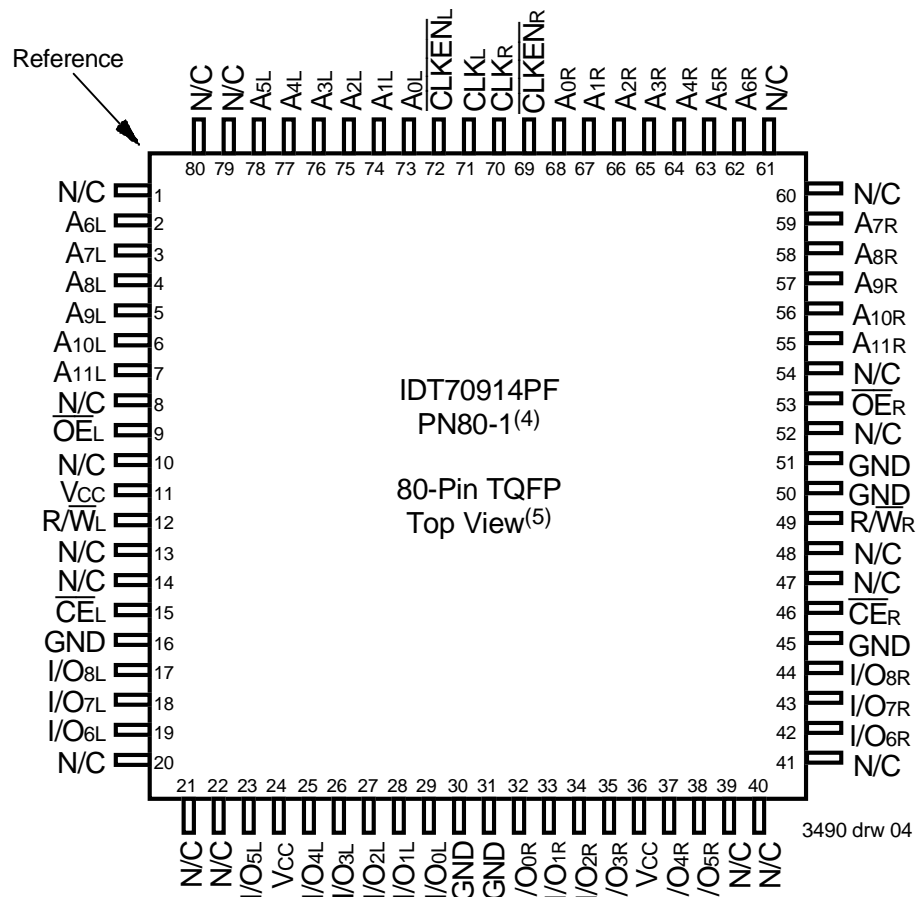 Reference
N/C
N/C
A5L
A4L
A3L
A2L
A1L
A0L
CLKENL
CLKL
CLKR
CLKENR
A0R
A1R
A2R
A3R
A4R
A5R
A6R
N/C
80 79 78 77 76 75 74 73 72 71 70 69 68 67 66 65 64 63 62 61
N/C 1
A6L 2
A7L 3
A8L 4
A9L 5
A10L 6
A11L 7
N/C 8
OEL 9
N/C 10
VCC 11
R/WL 12
N/C 13
N/C 14
CEL 15
GND 16
I/O8L 17
I/O7L 18
I/O6L 19
N/C 20
IDT70914PF
PN80-1(4)
80-Pin TQFP
Top View(5)
60 N/C
59 A7R
58 A8R
57 A9R
56 A10R
55 A11R
54 N/C
53 OER
52 N/C
51 GND
50 GND
49 R/WR
48 N/C
47 N/C
46 CER
45 GND
44 I/O8R
43 I/O7R
42 I/O6R
41 N/C
21 22 23 24 25 26 27 28 29 30 31 32 33 34 35 36 37 38 39 40
N/C
N/C
I/O5L
VCC
I/O4L
I/O3L
I/O2L
I/O1L
I/O0L
GND
GND
I/O0R
I/O1R
I/O2R
I/O3R
VCC
I/O4R
I/O5R
N/C
N/C
3490 drw 04